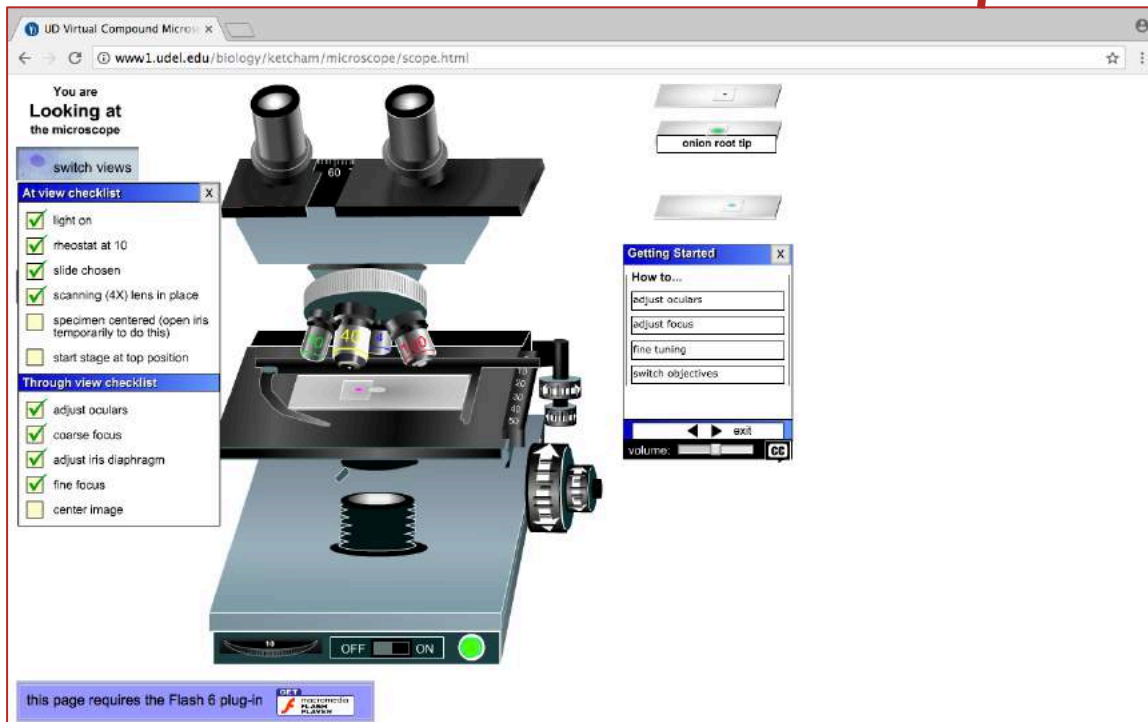 UD Virtual Compound Micros
www1.udel.edu/biology/ketcham/microscope/scope.html
You are
Looking at
the microscope
switch views
At view checklist X
light on
rheostat at 10
slide chosen
scanning (4X) lens in place
specimen centered (open iris
temporarily to do this)
start stage at top position
Through view checklist
adjust oculars
coarse focus
adjust iris diaphragm
fine focus
center image
60
40
4
100
10
20
30
40
50
10
OFF ON
onion root tip
Getting Started X
How to...
adjust oculars
adjust focus
fine tuning
switch objectives
exit
volume: CC
this page requires the Flash 6 plug-in
GET
macromedia
FLASH
PLAYER